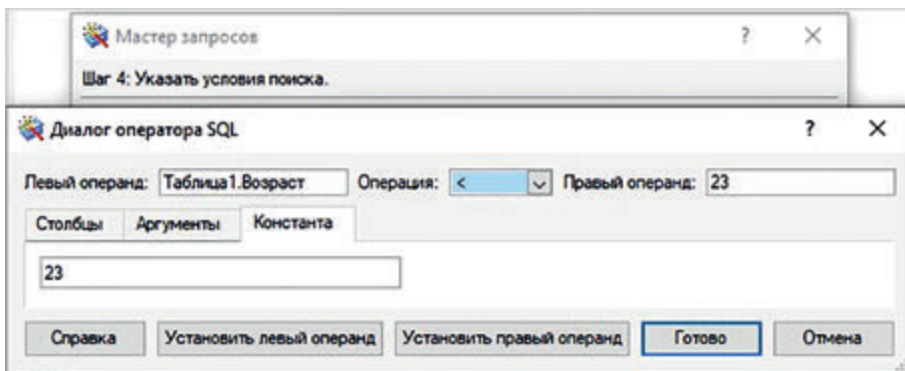 Мастер запросов ? ×
Шаг 4: Указать условия поиска.
Диалог оператора SQL ? ×
Левый операнд: Таблица1.Возраст Операция: < Правый операнд: 23
Столбцы Аргументы Константа
23
Справка Установить левый операнд Установить правый операнд Готово Отмена